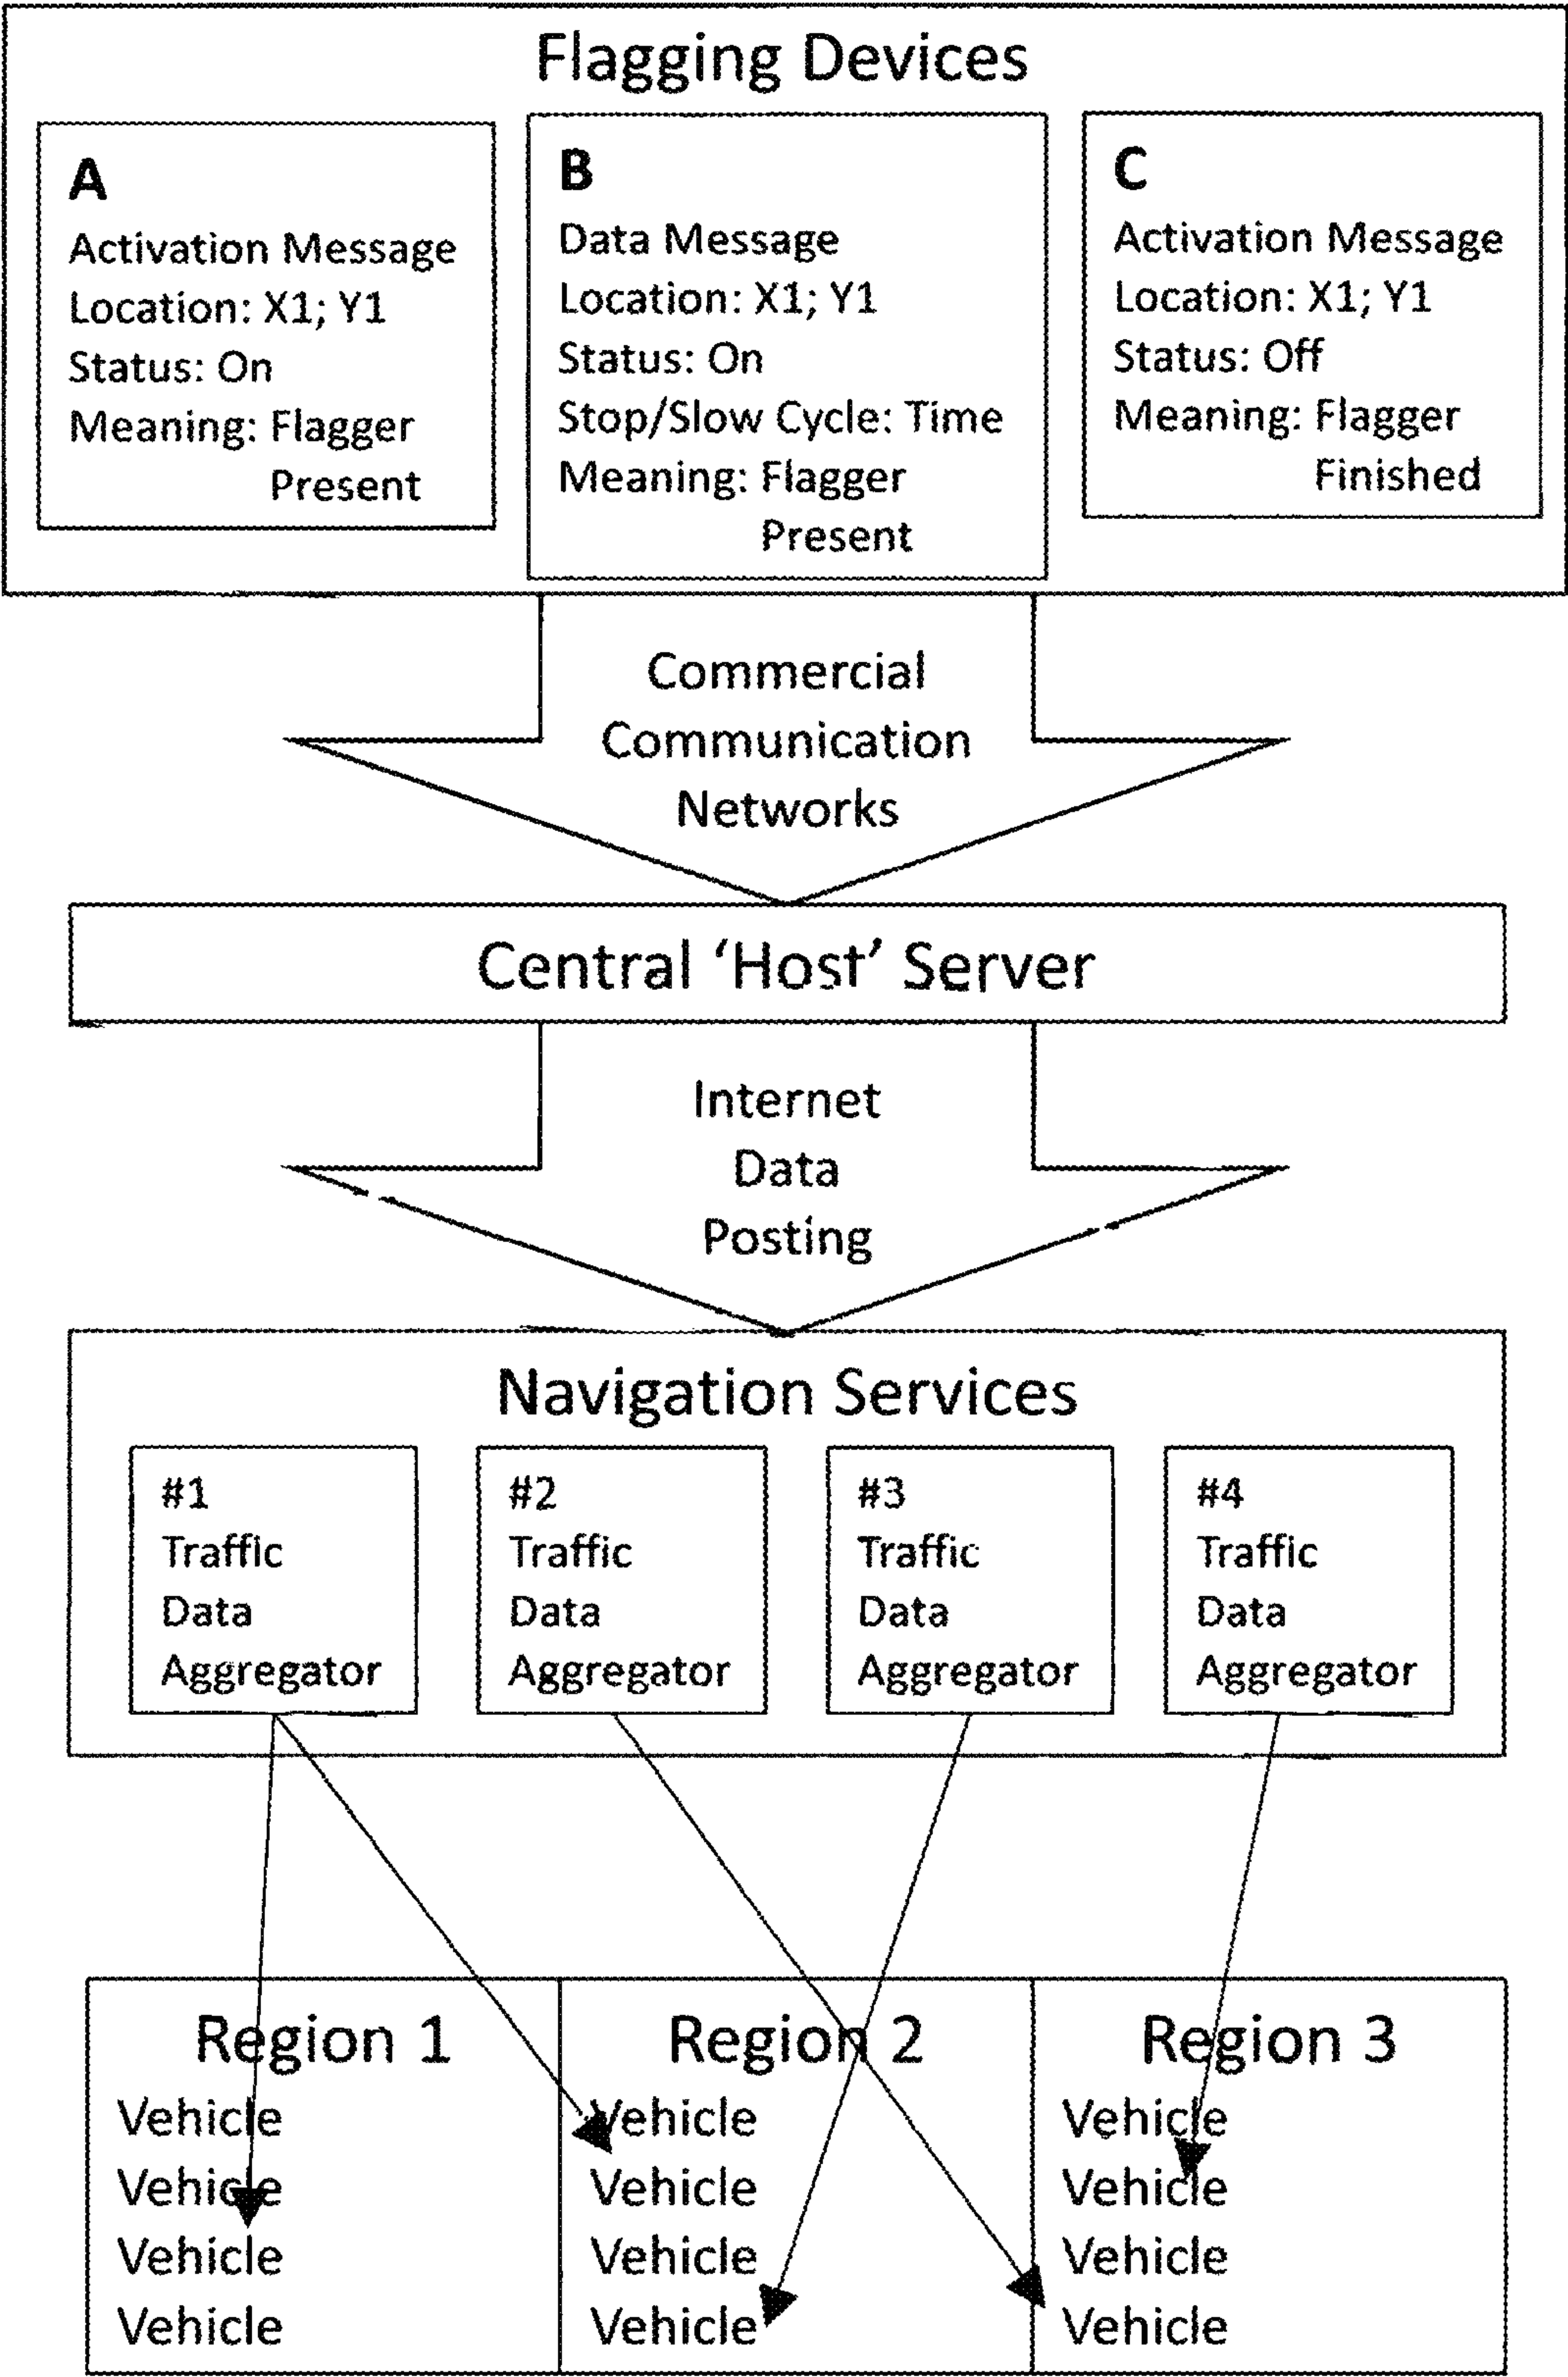 Flagging Devices
A
Activation Message
Location: X1; Y1
Status: On
Meaning: Flagger
Present
B
Data Message
Location: X1; Y1
Status: On
Stop/Slow Cycle: Time
Meaning: Flagger
Present
C
Activation Message
Location: X1; Y1
Status: Off
Meaning: Flagger
Finished
Commercial
Communication
Networks
Central ‘Host’ Server
Internet
Data
Posting
Navigation Services
#1
Traffic
Data
Aggregator
#2
Traffic
Data
Aggregator
#3
Traffic
Data
Aggregator
#4
Traffic
Data
Aggregator
Region 1
Vehicle
Vehicle
Vehicle
Vehicle
Region 2
Vehicle
Vehicle
Vehicle
Vehicle
Region 3
Vehicle
Vehicle
Vehicle
Vehicle